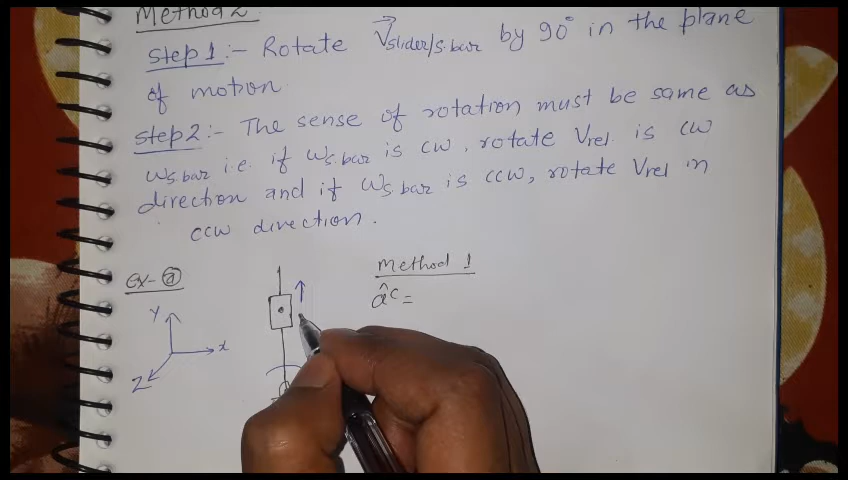 Method 2
Step 1:- Rotate V slider/s.bar by 90° in the plane
of motion
Step 2:- The sense of rotation must be same as
ωs.bar i.e. if ωs.bar is cw, rotate Vrel. is cw
direction and if ωs.bar is ccw, rotate Vrel in
ccw direction.
Ex-ⓐ
Method 1
â^c =
Y
x
Z